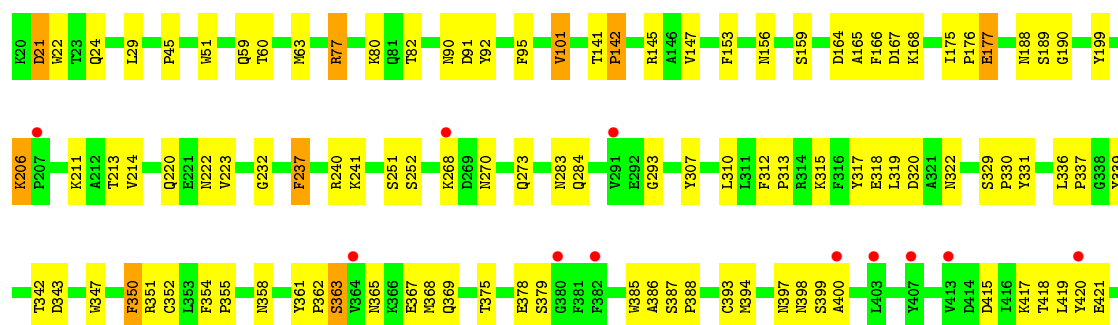 K20 D21 W22 T23 Q24 L29 P45 W51 Q59 T60 M63 R77 K80 Q81 T82 N90 D91 Y92 F95 V101 T141 P142 R145 A146 V147 F153 N156 S159 D164 A165 F166 D167 K168 I175 P176 E177 N188 S189 G190 Y199
K206 P207 K211 A212 T213 V214 Q220 E221 N222 V223 G232 F237 R240 K241 S251 S252 K268 D269 N270 Q273 N283 Q284 V291 E292 G293 Y307 L310 L311 F312 P313 R314 K315 F316 Y317 E318 L319 D320 A321 N322 S329 P330 Y331 L336 P337 G338
T342 D343 W347 F350 R351 C352 L353 F354 P355 N358 Y361 P362 S363 V364 N365 K366 E367 M368 Q369 T375 E378 S379 G380 F381 F382 W385 A386 S387 P388 C393 M394 N397 N398 S399 A400 L403 Y407 V413 D414 D415 I416 K417 T418 L419 Y420 E421